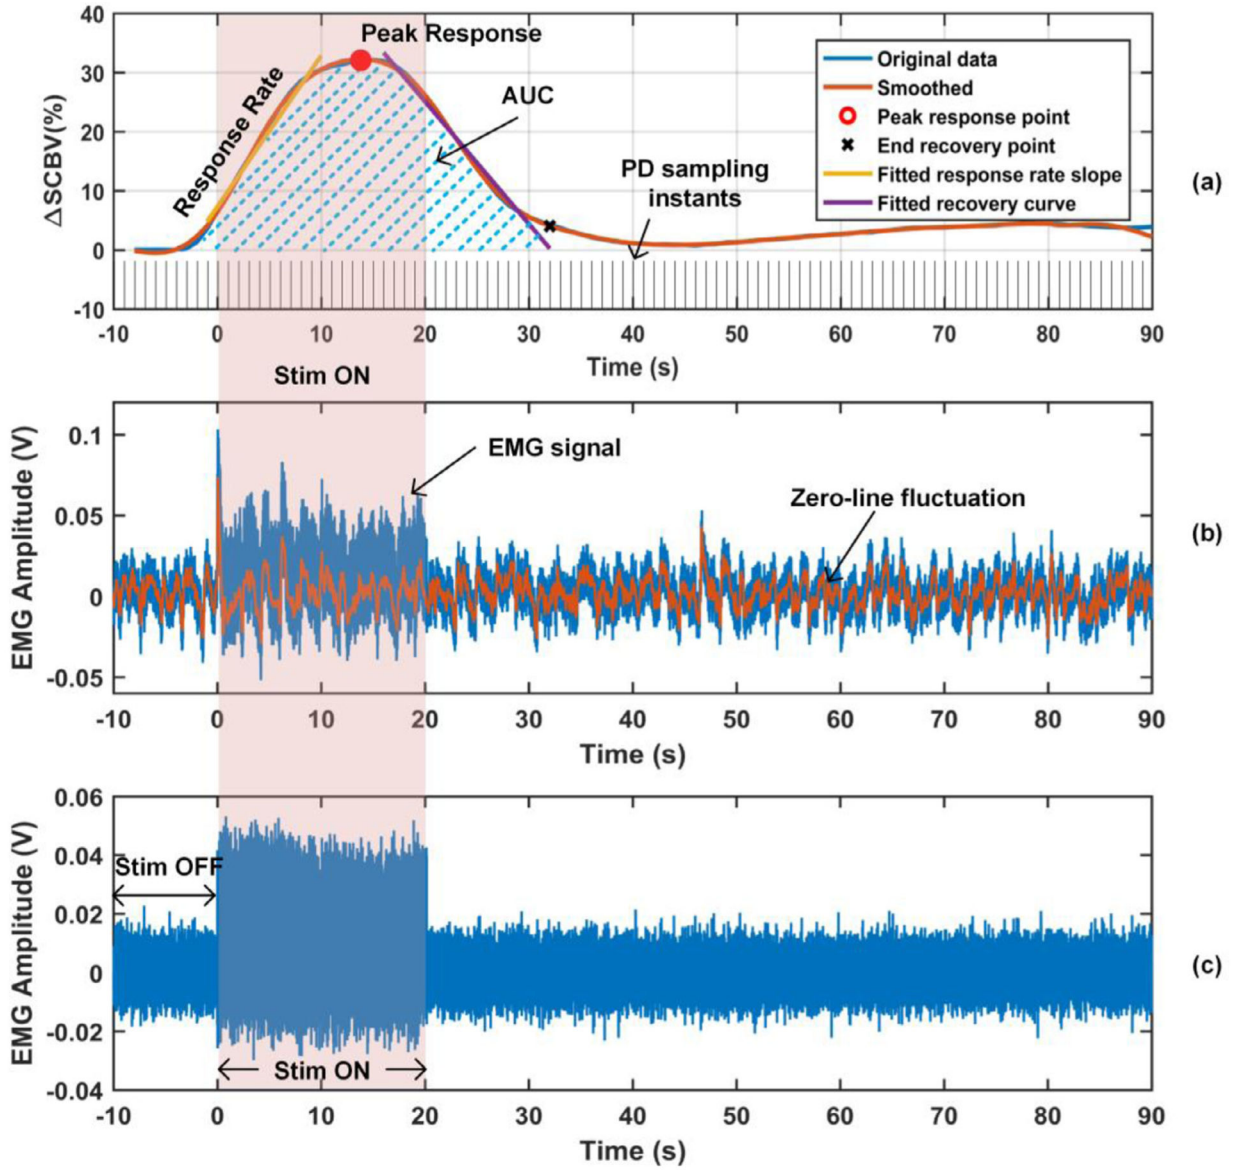 40
30
20
10
0
-10
ΔSCBV(%)
Peak Response
Response Rate
AUC
PD sampling
instants
Original data
Smoothed
Peak response point
End recovery point
Fitted response rate slope
Fitted recovery curve
(a)
-10 0 10 20 30 40 50 60 70 80 90
Time (s)
Stim ON
0.1
0.05
0
-0.05
EMG Amplitude (V)
EMG signal
Zero-line fluctuation
(b)
-10 0 10 20 30 40 50 60 70 80 90
Time (s)
0.06
0.04
0.02
0
-0.02
-0.04
EMG Amplitude (V)
Stim OFF
Stim ON
(c)
-10 0 10 20 30 40 50 60 70 80 90
Time (s)